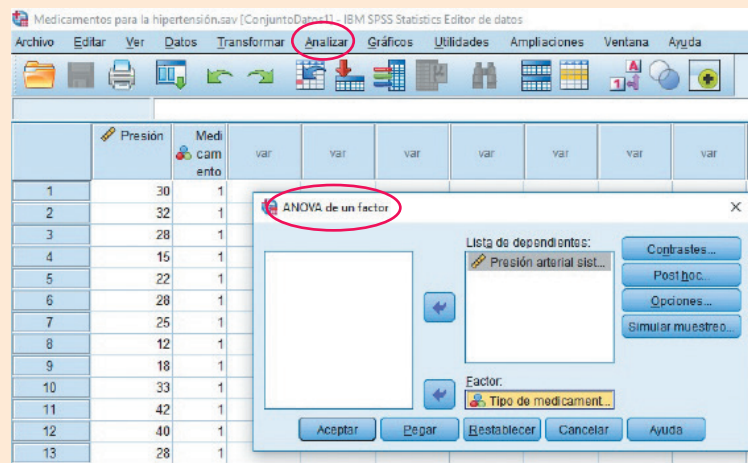 Medicamentos para la hipertensión.sav [ConjuntoDatos1] - IBM SPSS Statistics Editor de datos
Archivo Editar Ver Datos Transformar Analizar Gráficos Utilidades Ampliaciones Ventana Ayuda
Presión
Medi
cam
ento
var var var var var var var
1 30 1
2 32 1
3 28 1
4 15 1
5 22 1
6 28 1
7 25 1
8 12 1
9 18 1
10 33 1
11 42 1
12 40 1
13 28 1
ANOVA de un factor
Lista de dependientes:
Presión arterial sist...
Contrastes...
Post hoc...
Opciones...
Simular muestreo...
Factor:
Tipo de medicament...
Aceptar Pegar Restablecer Cancelar Ayuda